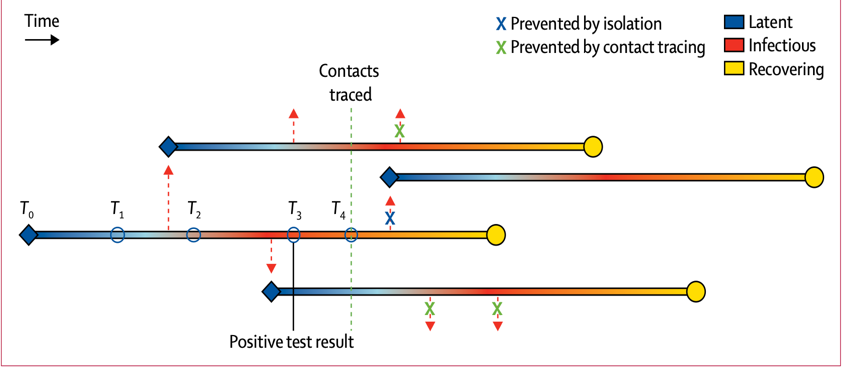 Time
X Prevented by isolation
X Prevented by contact tracing
Latent
Infectious
Recovering
Contacts
traced
X
X
T0 T1 T2 T3 T4
X X
Positive test result